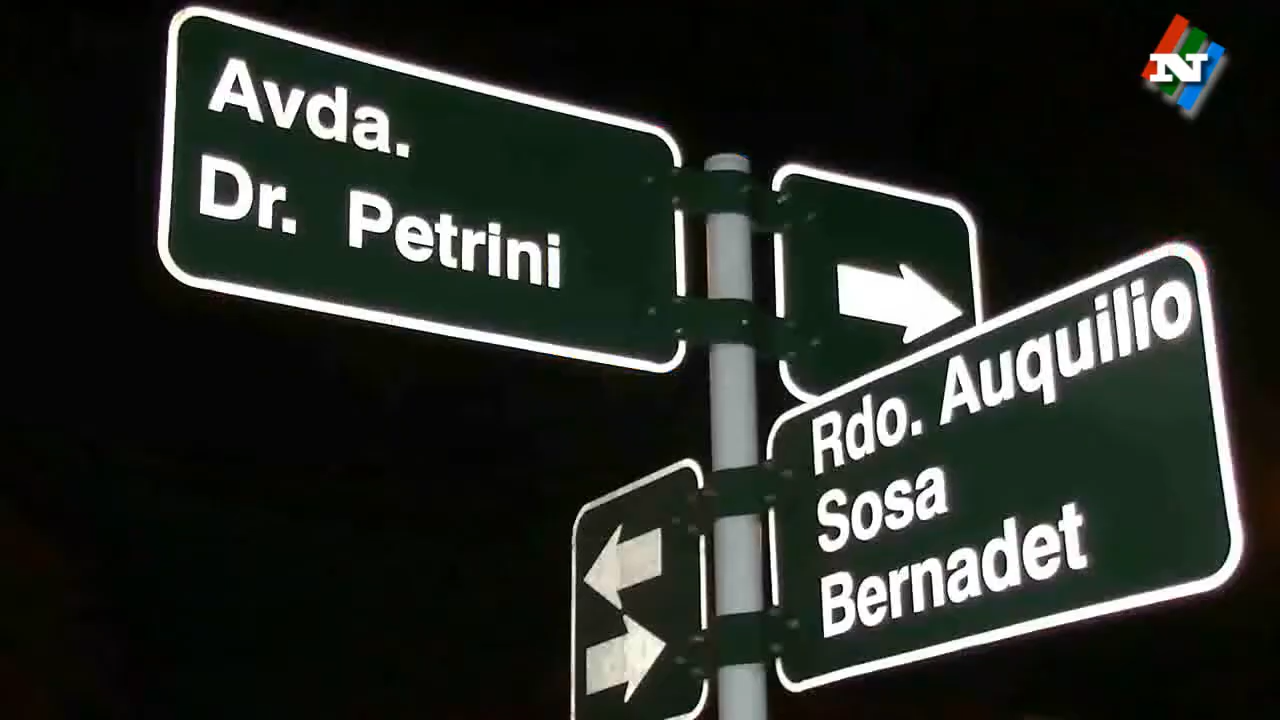 Avda.
Dr. Petrini
Rdo. Auquilio
Sosa
Bernadet
N